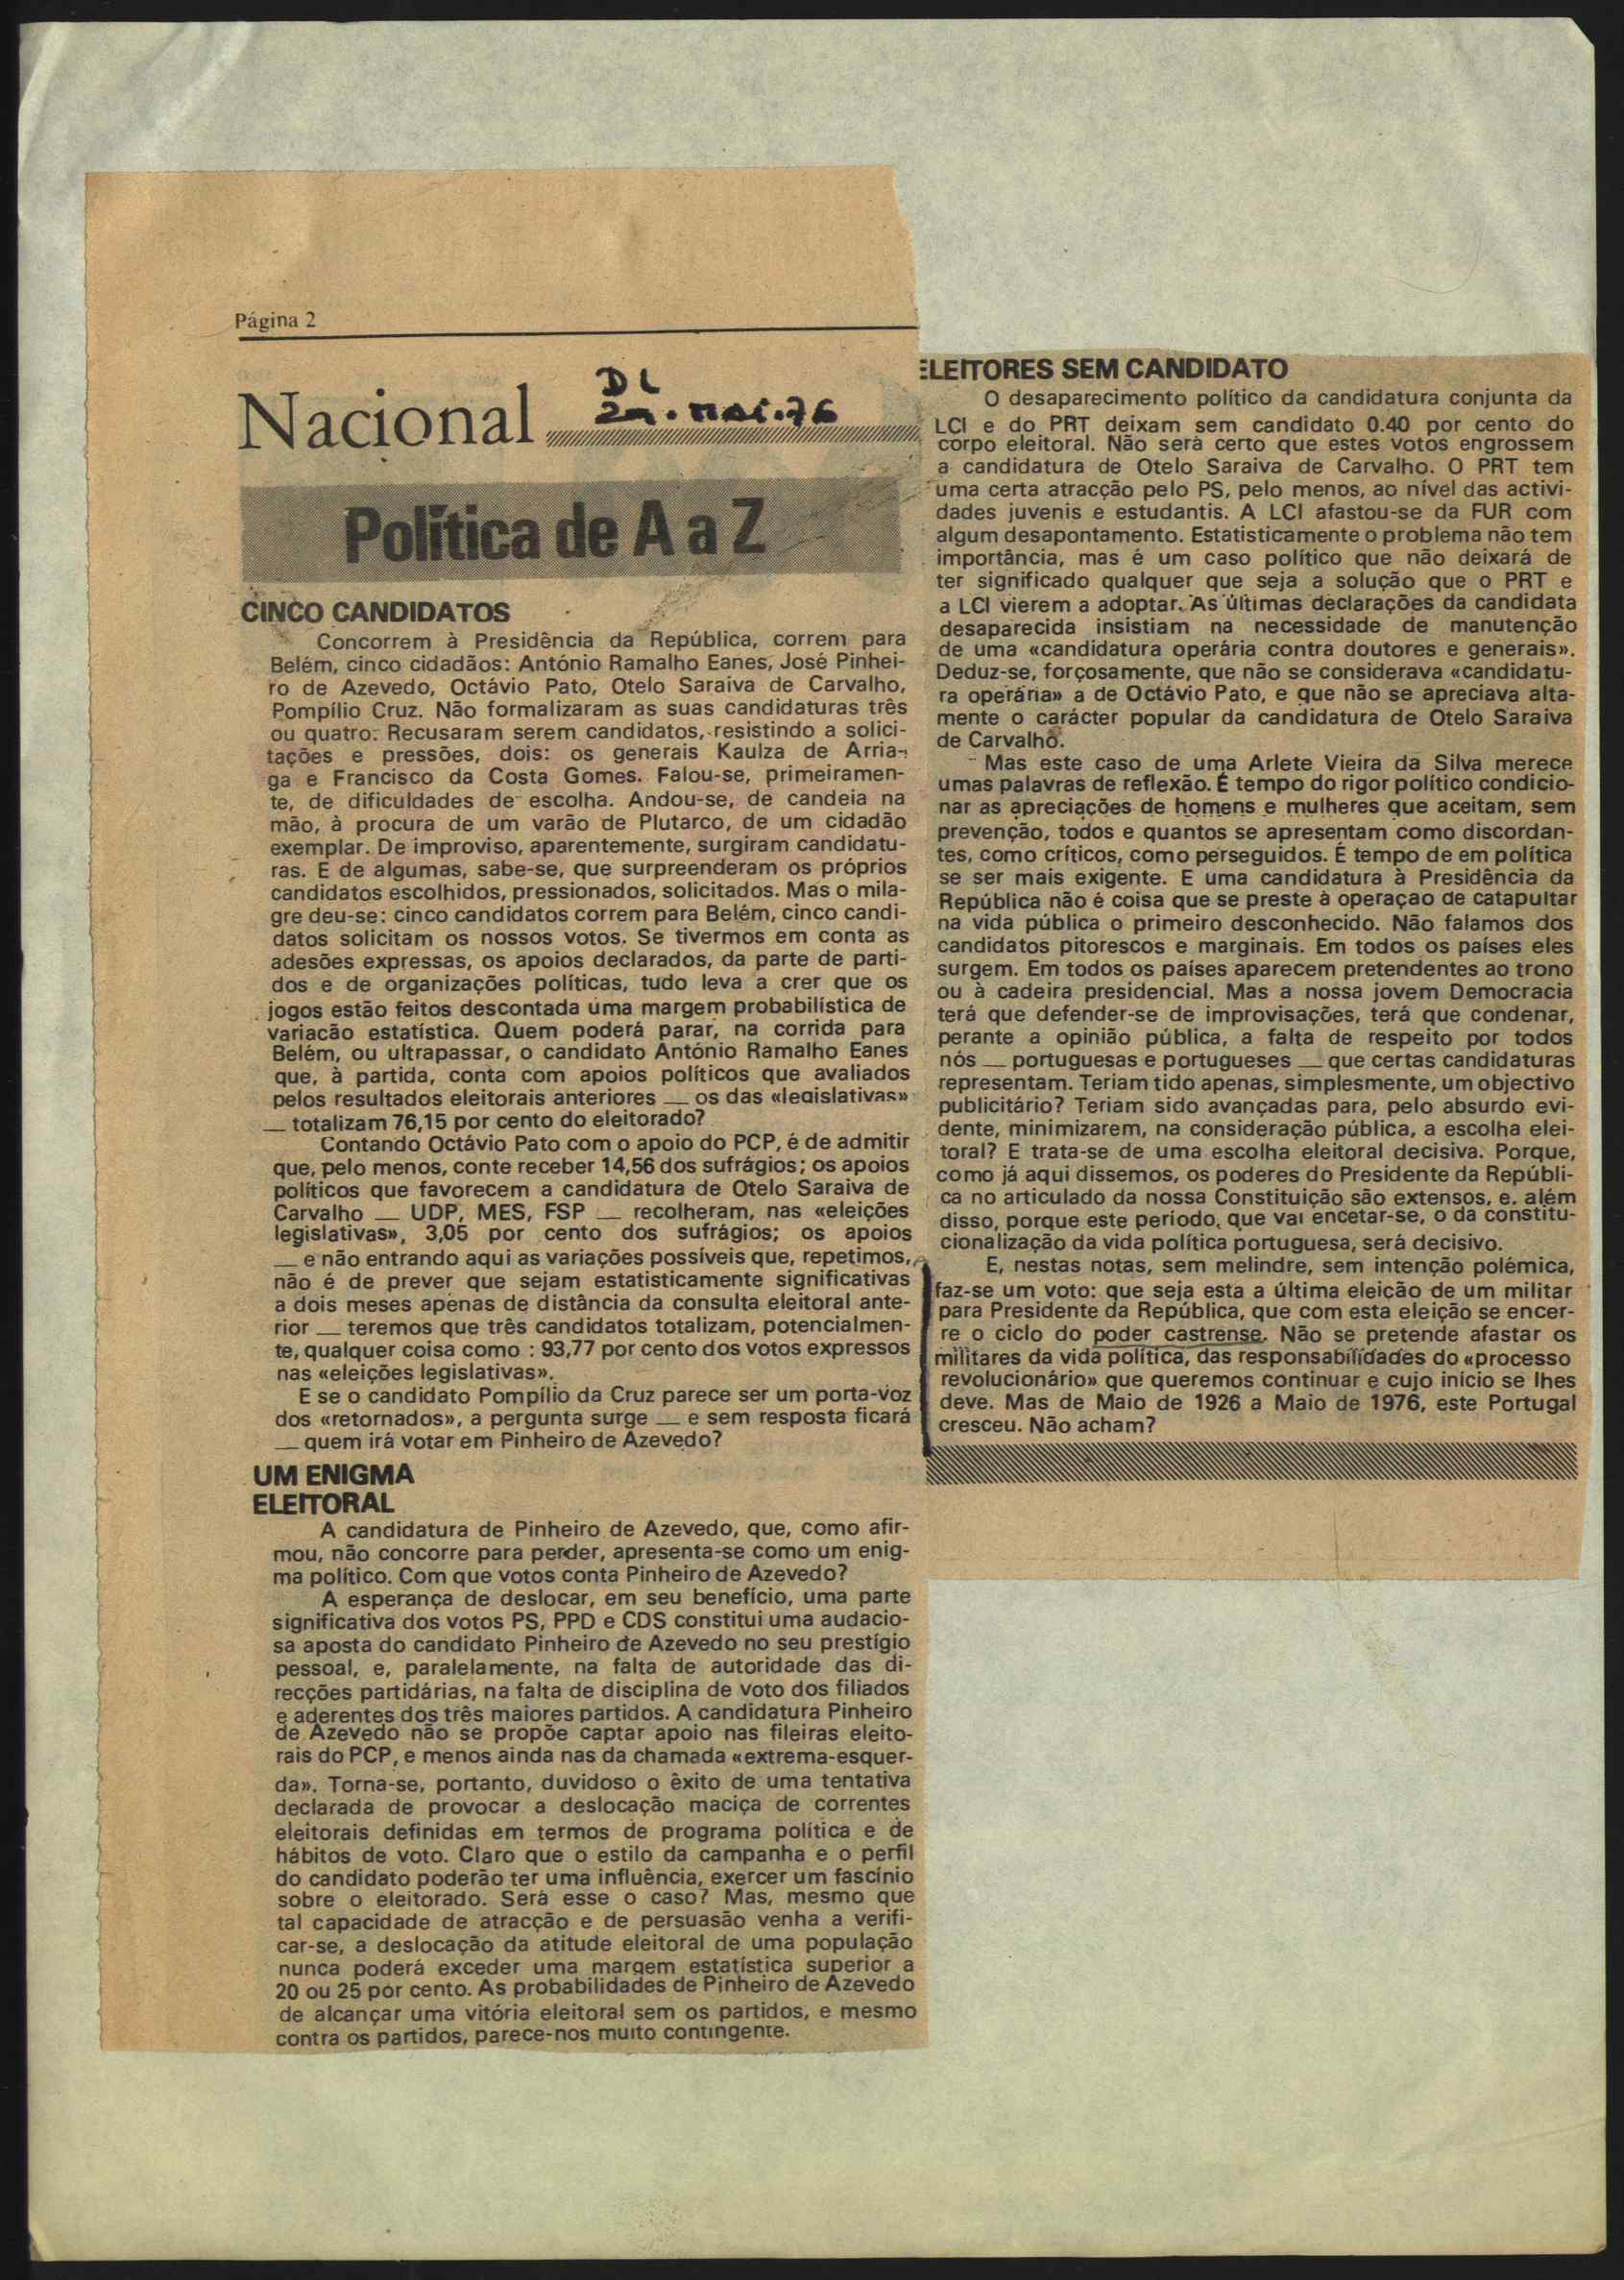 Página 2
Nacional
DL
Política de A a Z
CINCO CANDIDATOS
Concorrem à Presidência da República, correm para
Belém, cinco cidadãos: António Ramalho Eanes, José Pinhei-
ro de Azevedo, Octávio Pato, Otelo Saraiva de Carvalho,
Pompílio Cruz. Não formalizaram as suas candidaturas três
ou quatro. Recusaram serem candidatos, resistindo a solici-
tações e pressões, dois: os generais Kaulza de Arria-
ga e Francisco da Costa Gomes. Falou-se, primeiramen-
te, de dificuldades de escolha. Andou-se, de candeia na
mão, à procura de um varão de Plutarco, de um cidadão
exemplar. De improviso, aparentemente, surgiram candidatu-
ras. E de algumas, sabe-se, que surpreenderam os próprios
candidatos escolhidos, pressionados, solicitados. Mas o mila-
gre deu-se: cinco candidatos correm para Belém, cinco candi-
datos solicitam os nossos votos. Se tivermos em conta as
adesões expressas, os apoios declarados, da parte de parti-
dos e de organizações políticas, tudo leva a crer que os
jogos estão feitos descontada uma margem probabilística de
variacão estatística. Quem poderá parar, na corrida para
Belém, ou ultrapassar, o candidato António Ramalho Eanes
que, à partida, conta com apoios políticos que avaliados
pelos resultados eleitorais anteriores — os das «legislativas»
— totalizam 76,15 por cento do eleitorado?
Contando Octávio Pato com o apoio do PCP, é de admitir
que, pelo menos, conte receber 14,56 dos sufrágios; os apoios
políticos que favorecem a candidatura de Otelo Saraiva de
Carvalho — UDP, MES, FSP — recolheram, nas «eleições
legislativas», 3,05 por cento dos sufrágios; os apoios
— e não entrando aqui as variações possíveis que, repetimos,
não é de prever que sejam estatisticamente significativas
a dois meses apenas de distância da consulta eleitoral ante-
rior — teremos que três candidatos totalizam, potencialmen-
te, qualquer coisa como : 93,77 por cento dos votos expressos
nas «eleições legislativas».
E se o candidato Pompílio da Cruz parece ser um porta-voz
dos «retornados», a pergunta surge — e sem resposta ficará
— quem irá votar em Pinheiro de Azevedo?
UM ENIGMA
ELEITORAL
A candidatura de Pinheiro de Azevedo, que, como afir-
mou, não concorre para perder, apresenta-se como um enig-
ma político. Com que votos conta Pinheiro de Azevedo?
A esperança de deslocar, em seu benefício, uma parte
significativa dos votos PS, PPD e CDS constitui uma audacio-
sa aposta do candidato Pinheiro de Azevedo no seu prestígio
pessoal, e, paralelamente, na falta de autoridade das di-
recções partidárias, na falta de disciplina de voto dos filiados
e aderentes dos três maiores partidos. A candidatura Pinheiro
de Azevedo não se propõe captar apoio nas fileiras eleito-
rais do PCP, e menos ainda nas da chamada «extrema-esquer-
da». Torna-se, portanto, duvidoso o êxito de uma tentativa
declarada de provocar a deslocação maciça de correntes
eleitorais definidas em termos de programa política e de
hábitos de voto. Claro que o estilo da campanha e o perfil
do candidato poderão ter uma influência, exercer um fascínio
sobre o eleitorado. Será esse o caso? Mas, mesmo que
tal capacidade de atracção e de persuasão venha a verifi-
car-se, a deslocação da atitude eleitoral de uma população
nunca poderá exceder uma margem estatística superior a
20 ou 25 por cento. As probabilidades de Pinheiro de Azevedo
de alcançar uma vitória eleitoral sem os partidos, e mesmo
contra os partidos, parece-nos muito contingente.
ELEITORES SEM CANDIDATO
O desaparecimento político da candidatura conjunta da
LCI e do PRT deixam sem candidato 0.40 por cento do
corpo eleitoral. Não será certo que estes votos engrossem
a candidatura de Otelo Saraiva de Carvalho. O PRT tem
uma certa atracção pelo PS, pelo menos, ao nível das activi-
dades juvenis e estudantis. A LCI afastou-se da FUR com
algum desapontamento. Estatisticamente o problema não tem
importância, mas é um caso político que não deixará de
ter significado qualquer que seja a solução que o PRT e
a LCI vierem a adoptar. As últimas declarações da candidata
desaparecida insistiam na necessidade de manutenção
de uma «candidatura operária contra doutores e generais».
Deduz-se, forçosamente, que não se considerava «candidatu-
ra operária» a de Octávio Pato, e que não se apreciava alta-
mente o carácter popular da candidatura de Otelo Saraiva
de Carvalho.
Mas este caso de uma Arlete Vieira da Silva merece
umas palavras de reflexão. É tempo do rigor político condicio-
nar as apreciações de homens e mulheres que aceitam, sem
prevenção, todos e quantos se apresentam como discordan-
tes, como críticos, como perseguidos. É tempo de em política
se ser mais exigente. E uma candidatura à Presidência da
República não é coisa que se preste à operaçao de catapultar
na vida pública o primeiro desconhecido. Não falamos dos
candidatos pitorescos e marginais. Em todos os países eles
surgem. Em todos os países aparecem pretendentes ao trono
ou à cadeira presidencial. Mas a nossa jovem Democracia
terá que defender-se de improvisações, terá que condenar,
perante a opinião pública, a falta de respeito por todos
nós — portuguesas e portugueses — que certas candidaturas
representam. Teriam tido apenas, simplesmente, um objectivo
publicitário? Teriam sido avançadas para, pelo absurdo evi-
dente, minimizarem, na consideração pública, a escolha elei-
toral? E trata-se de uma escolha eleitoral decisiva. Porque,
como já aqui dissemos, os poderes do Presidente da Repúbli-
ca no articulado da nossa Constituição são extensos, e, além
disso, porque este período, que vai encetar-se, o da constitu-
cionalização da vida política portuguesa, será decisivo.
E, nestas notas, sem melindre, sem intenção polémica,
faz-se um voto: que seja esta a última eleição de um militar
para Presidente da República, que com esta eleição se encer-
re o ciclo do poder castrense. Não se pretende afastar os
militares da vida política, das responsabilidades do «processo
revolucionário» que queremos continuar e cujo início se lhes
deve. Mas de Maio de 1926 a Maio de 1976, este Portugal
cresceu. Não acham?